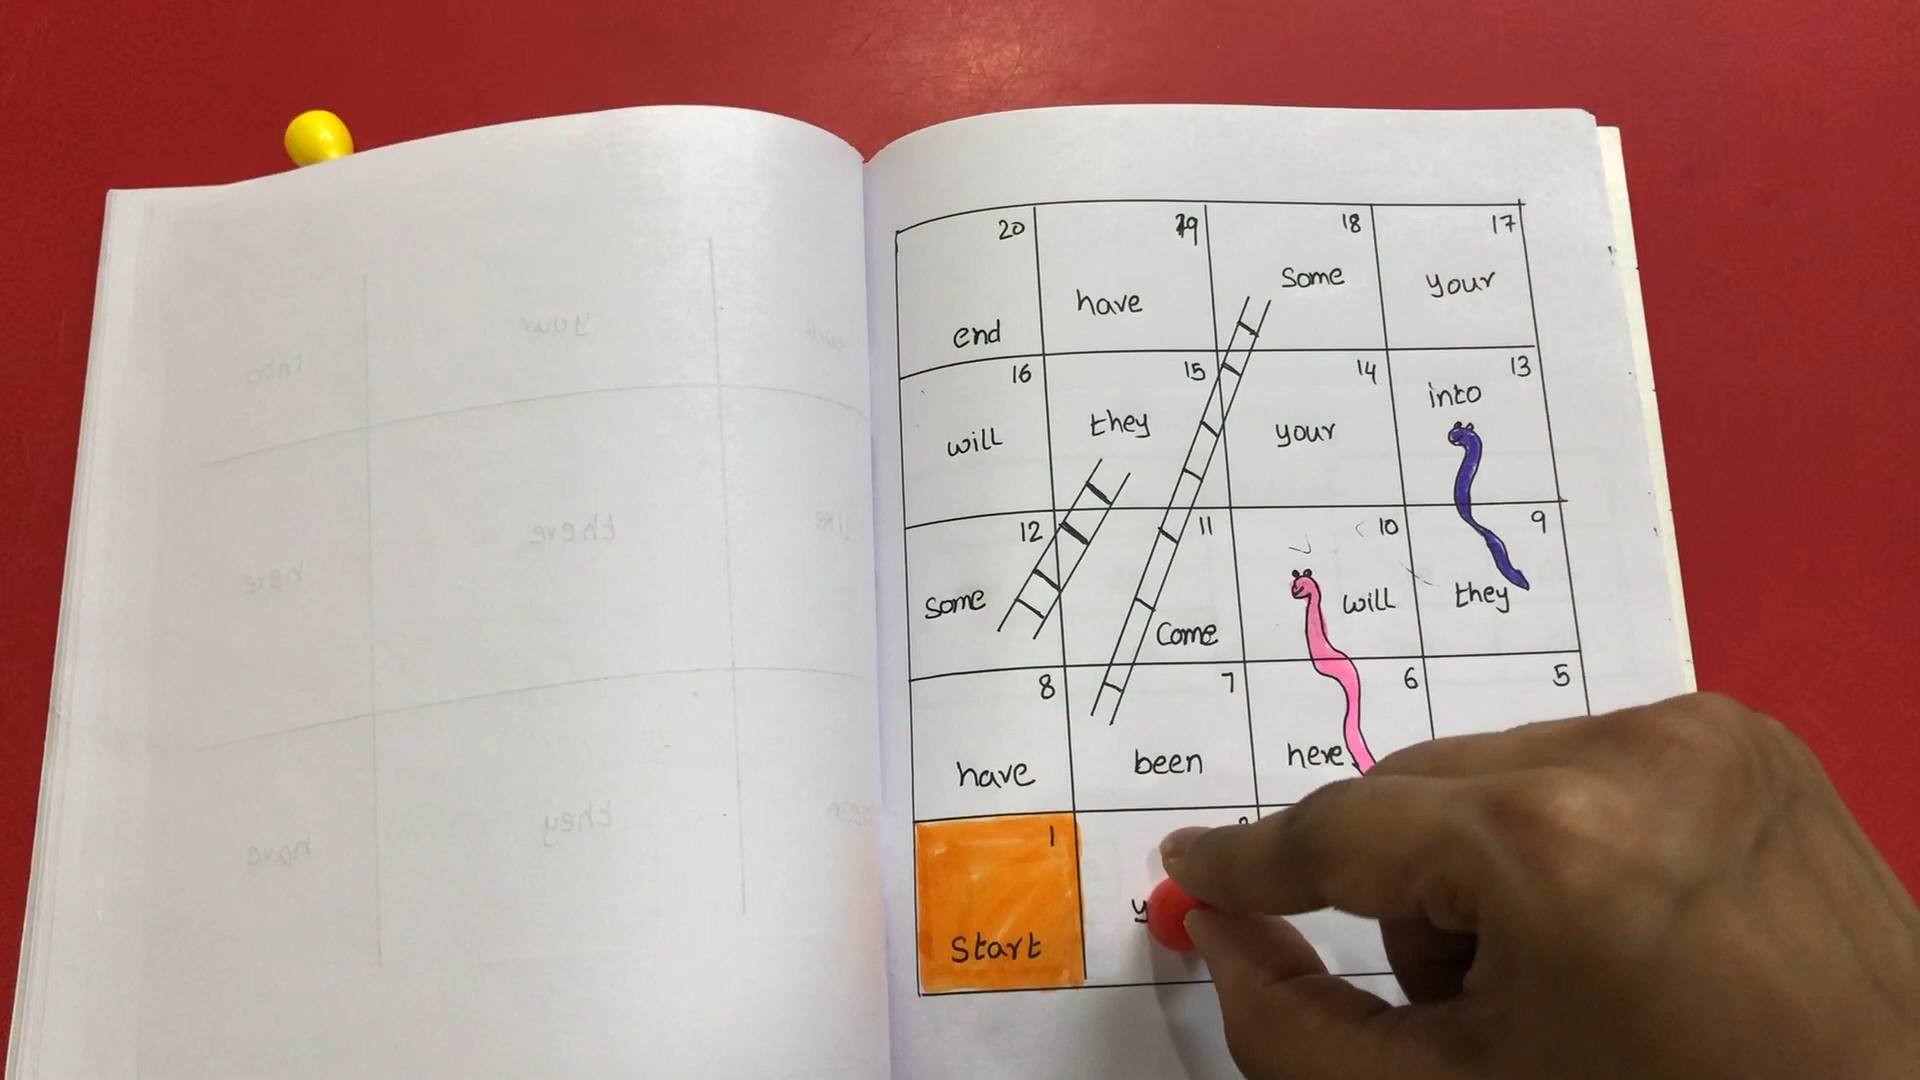 20 19 18 17
end have Some your
16 15 14 13
will they your into
12 11 10 9
Some Come will they
8 7 6 5
have been here
1
Start